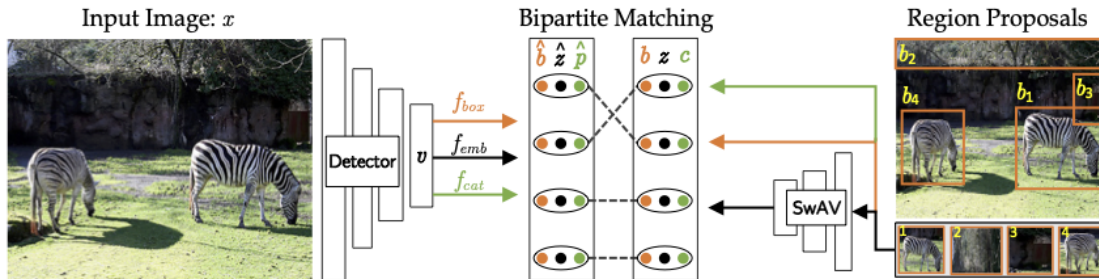 Input Image: x
Bipartite Matching
Region Proposals
b̂ ẑ p̂
b z c
b₂
b₃
b₄
b₁
f_box
f_emb
f_cat
Detector
v
SwAV
1 2 3 4